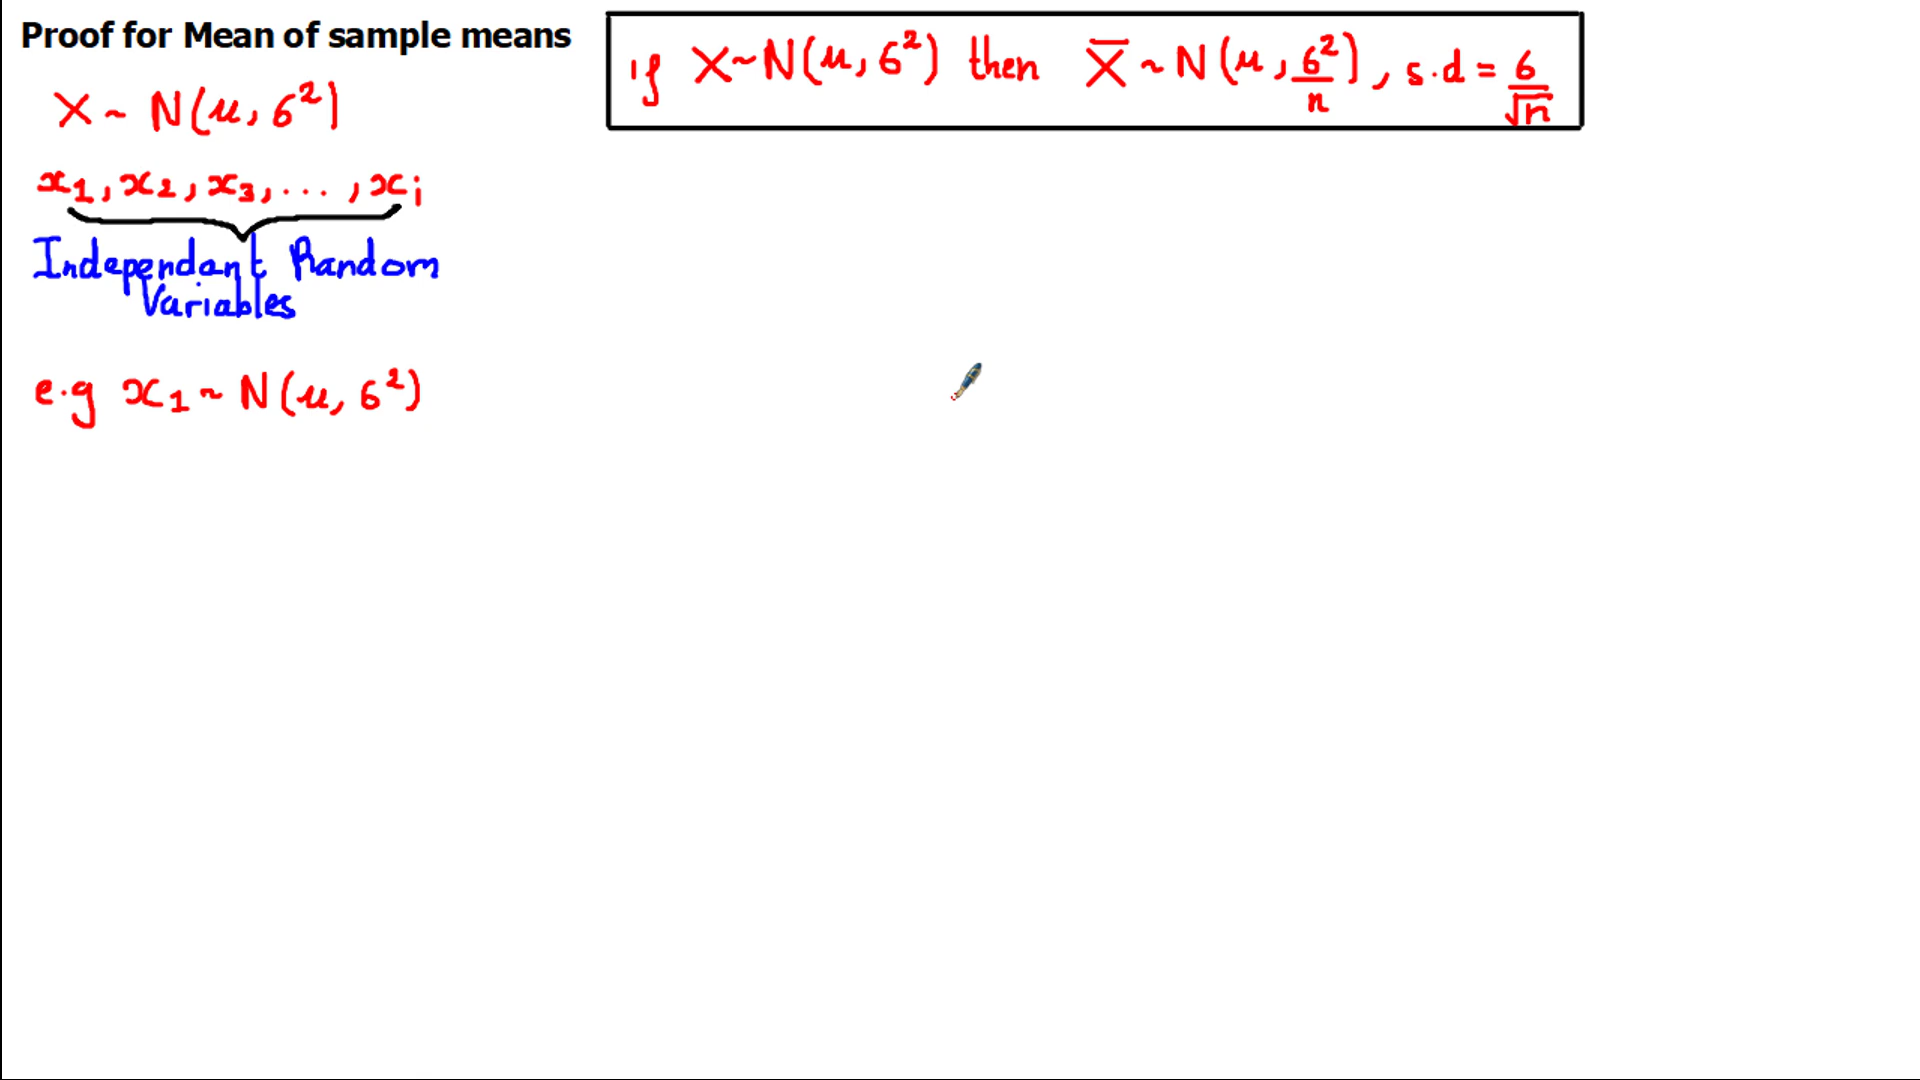 Proof for Mean of sample means
X ~ N(μ, σ²)
x₁, x₂, x₃, ..., xᵢ
Independant Random
Variables
e.g x₁ ~ N(μ, σ²)
if X ~ N(μ, σ²) then X̄ ~ N(μ, σ²/n), s.d = σ/√n